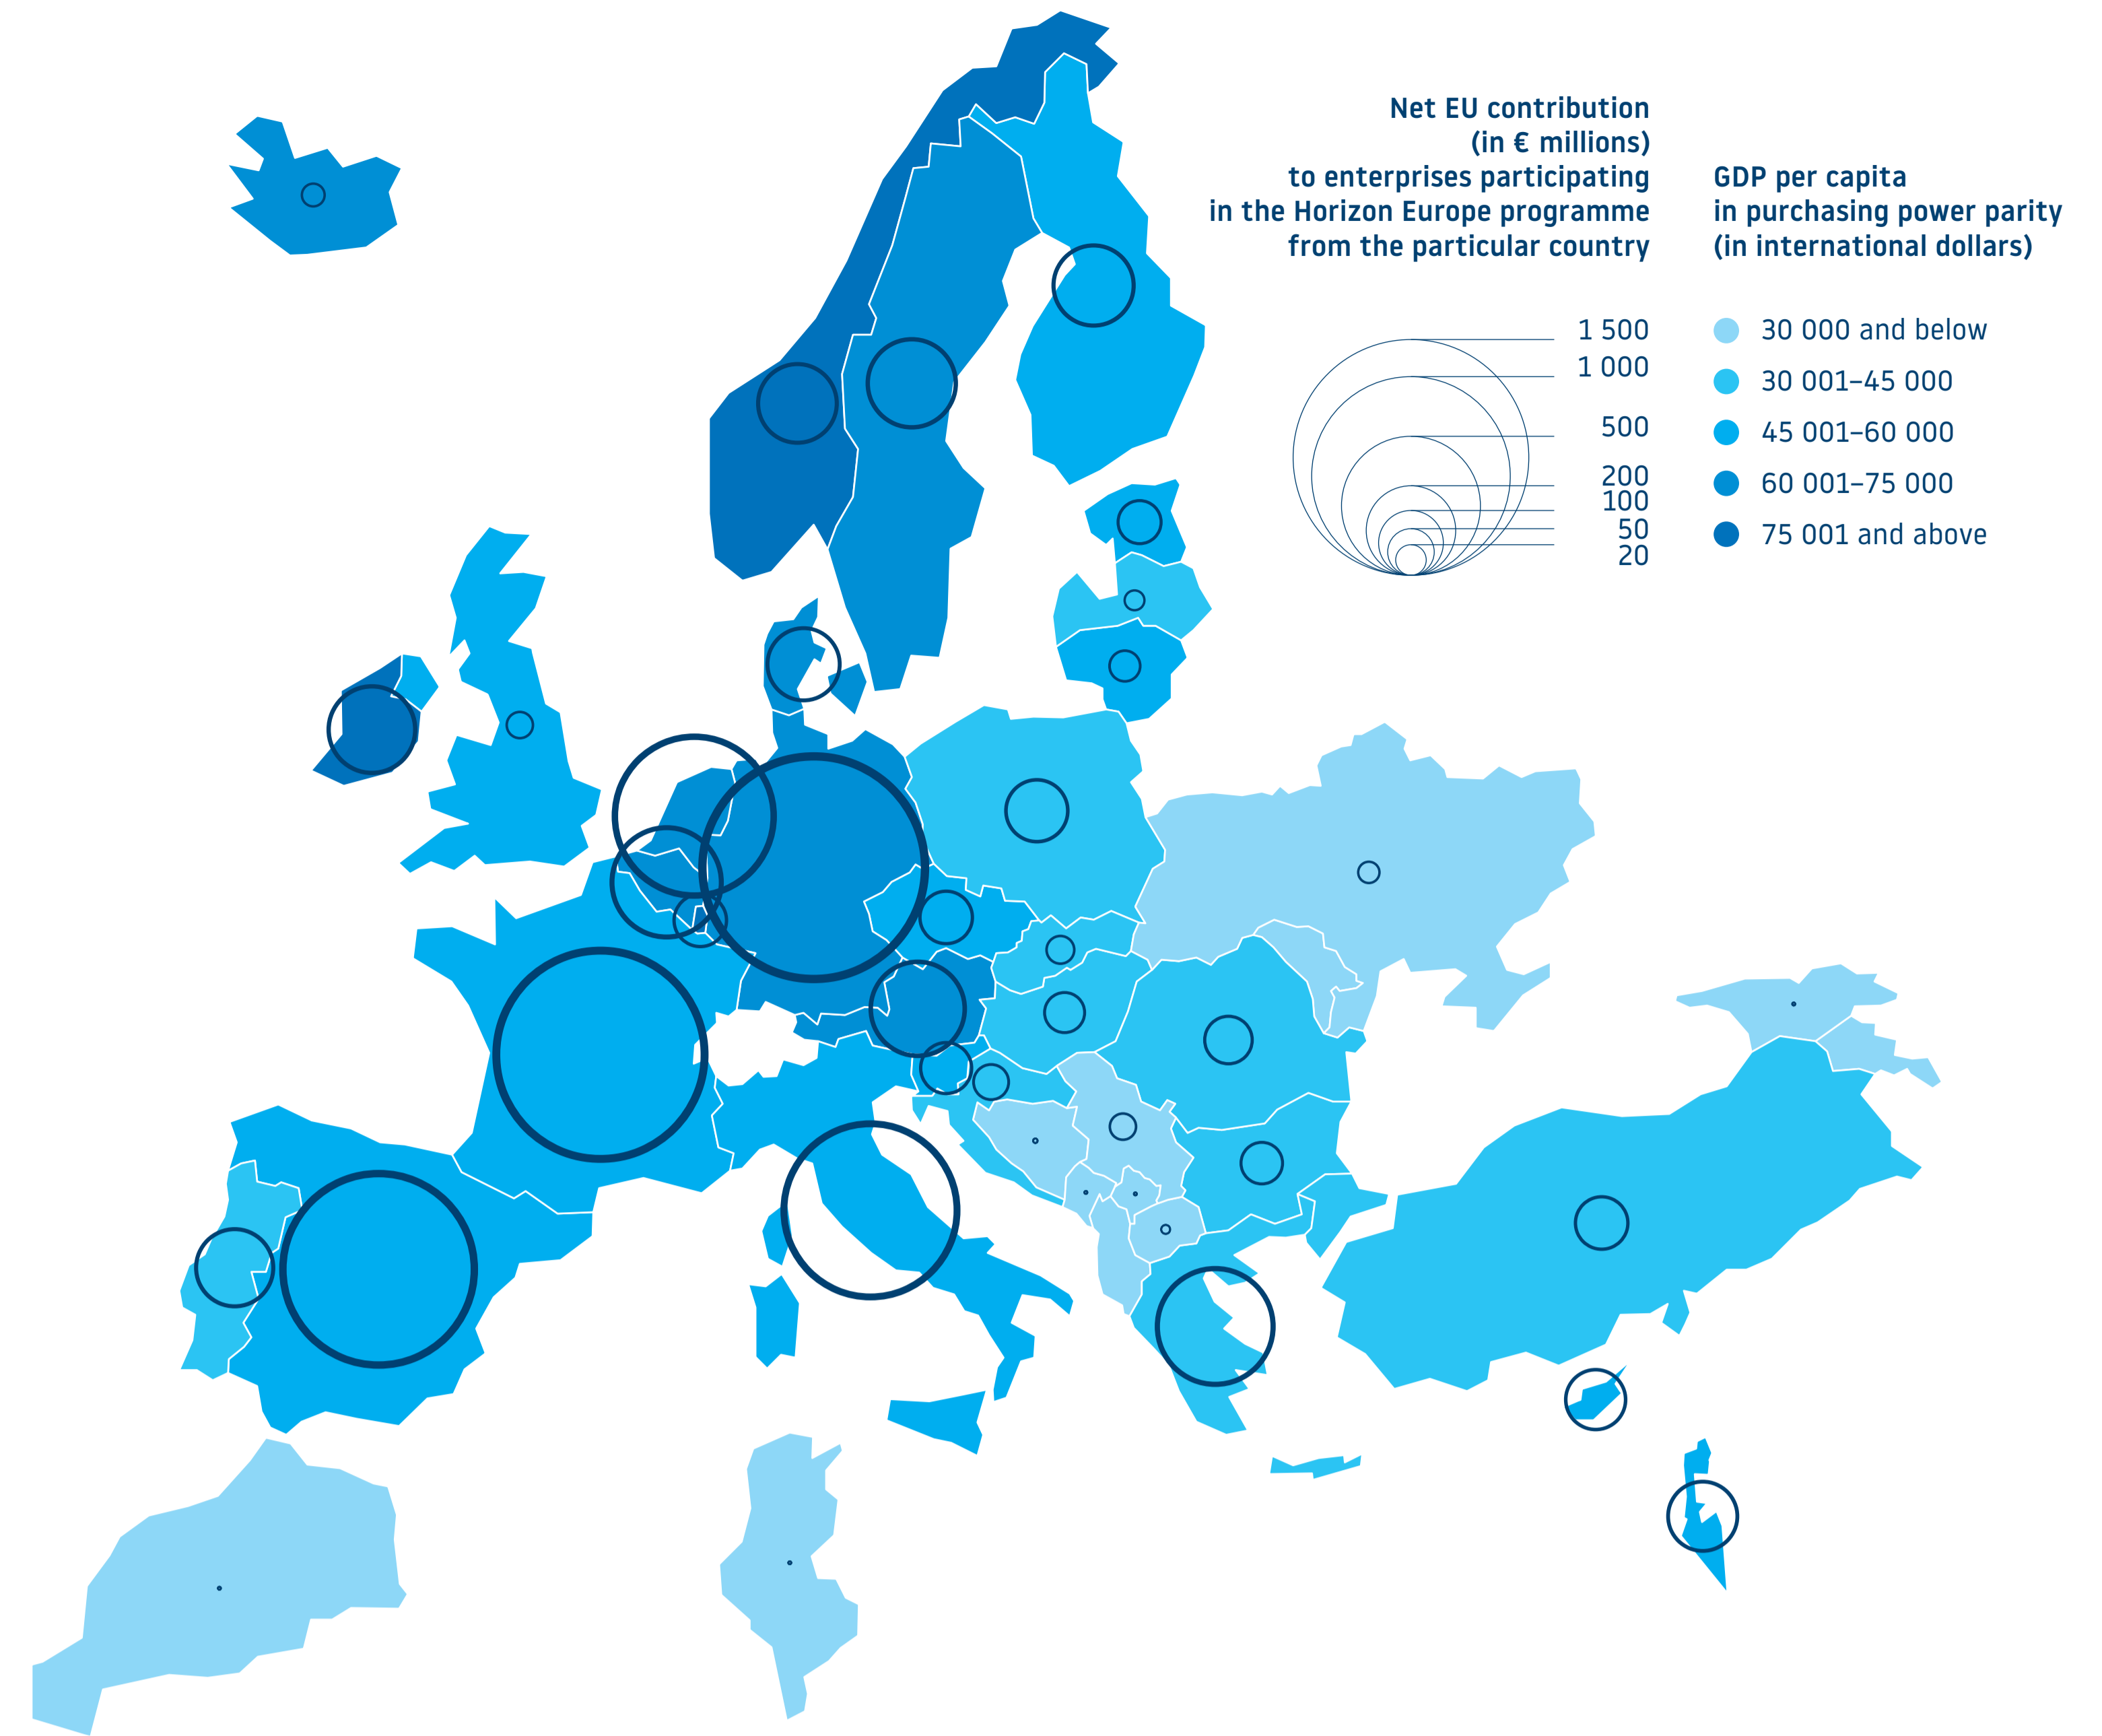 Net EU contribution
(in € millions)
to enterprises participating
in the Horizon Europe programme
from the particular country
1 500
1 000
500
200
100
50
20
GDP per capita
in purchasing power parity
(in international dollars)
30 000 and below
30 001–45 000
45 001–60 000
60 001–75 000
75 001 and above